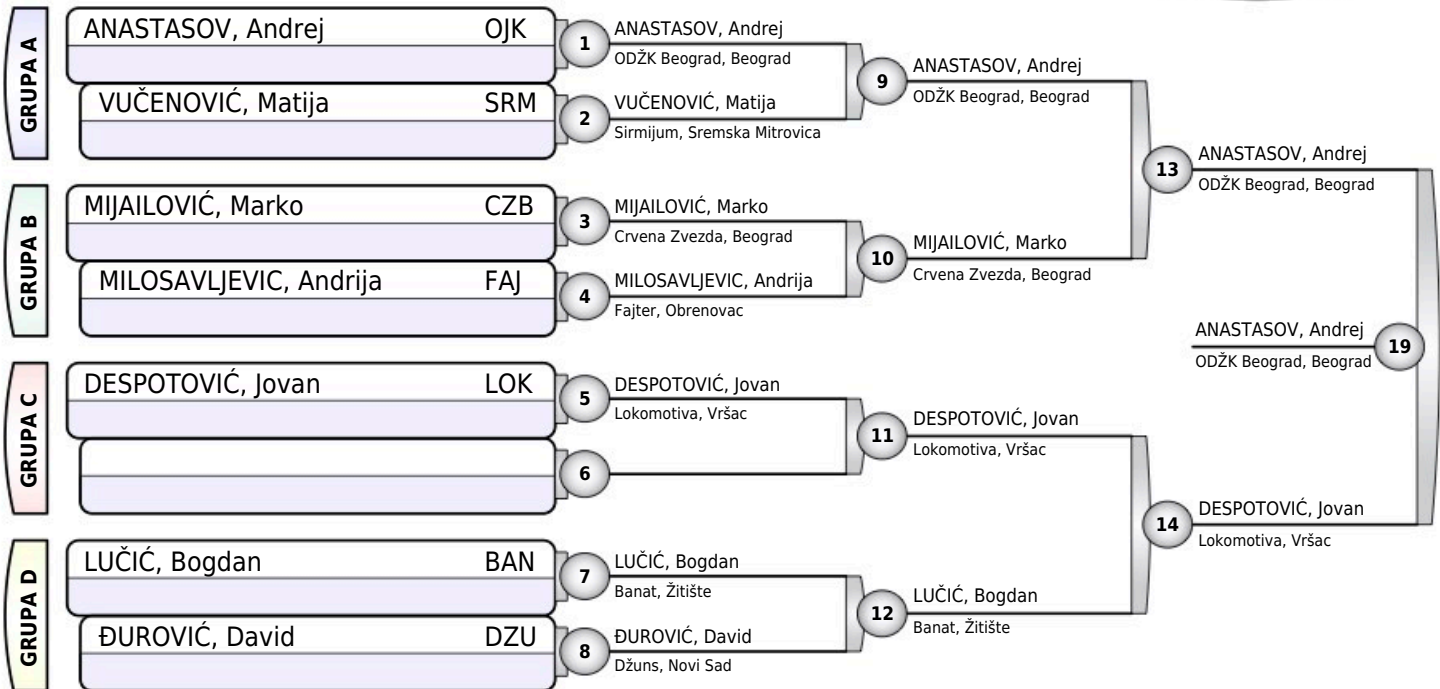 GRUPA A
ANASTASOV, Andrej OJK
VUČENOVIĆ, Matija SRM
GRUPA B
MIJAILOVIĆ, Marko CZB
MILOSAVLJEVIC, Andrija FAJ
GRUPA C
DESPOTOVIĆ, Jovan LOK
GRUPA D
LUČIĆ, Bogdan BAN
ĐUROVIĆ, David DZU
1
ANASTASOV, Andrej
ODŽK Beograd, Beograd
2
VUČENOVIĆ, Matija
Sirmijum, Sremska Mitrovica
3
MIJAILOVIĆ, Marko
Crvena Zvezda, Beograd
4
MILOSAVLJEVIC, Andrija
Fajter, Obrenovac
5
DESPOTOVIĆ, Jovan
Lokomotiva, Vršac
6
7
LUČIĆ, Bogdan
Banat, Žitište
8
ĐUROVIĆ, David
Džuns, Novi Sad
9
ANASTASOV, Andrej
ODŽK Beograd, Beograd
10
MIJAILOVIĆ, Marko
Crvena Zvezda, Beograd
11
DESPOTOVIĆ, Jovan
Lokomotiva, Vršac
12
LUČIĆ, Bogdan
Banat, Žitište
13
ANASTASOV, Andrej
ODŽK Beograd, Beograd
14
DESPOTOVIĆ, Jovan
Lokomotiva, Vršac
ANASTASOV, Andrej
ODŽK Beograd, Beograd
19